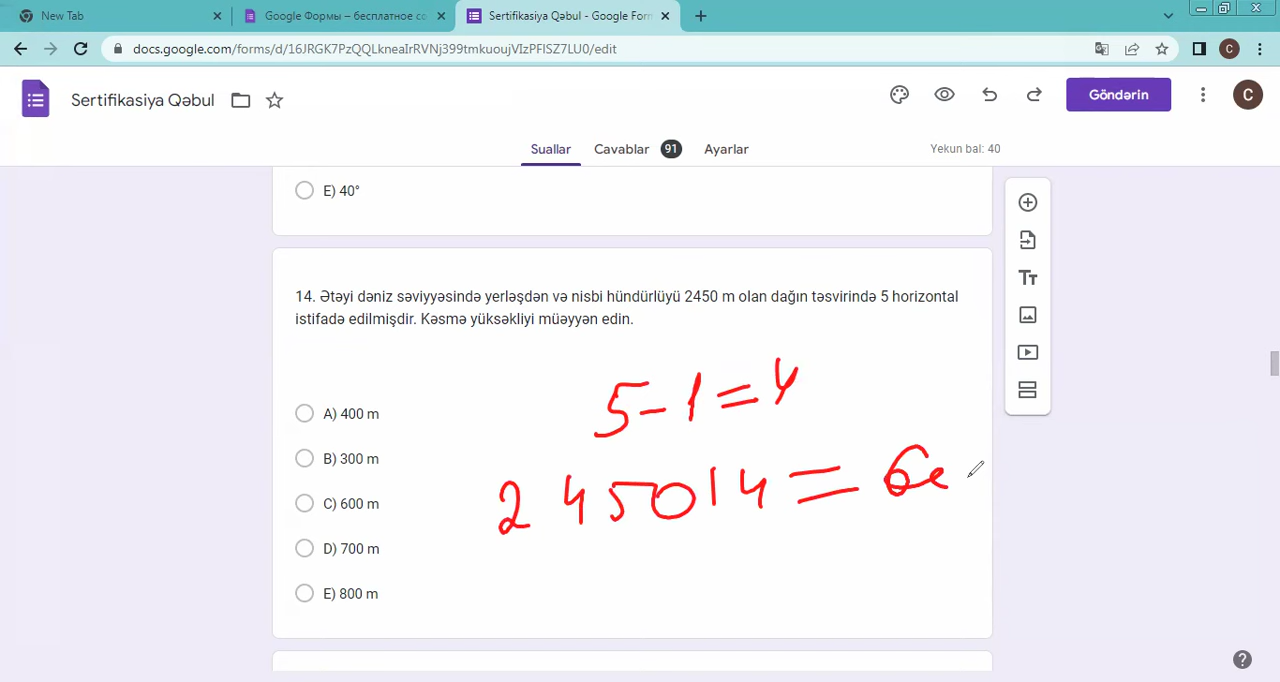 New Tab
Google Формы – бесплатное со
Sertifikasiya Qəbul - Google Forn
docs.google.com/forms/d/16JRGK7PzQQLkneaIrRVNj399tmkuoujVIzPFlSZ7LU0/edit
C
Sertifikasiya Qəbul
Göndərin
C
Suallar
Cavablar 91
Ayarlar
Yekun bal: 40
E) 40°
14. Ətəyi dəniz səviyyəsində yerləşdən və nisbi hündürlüyü 2450 m olan dağın təsvirində 5 horizontal
istifadə edilmişdir. Kəsmə yüksəkliyi müəyyən edin.
5-1=4
A) 400 m
B) 300 m
2450|4=
C) 600 m
D) 700 m
E) 800 m